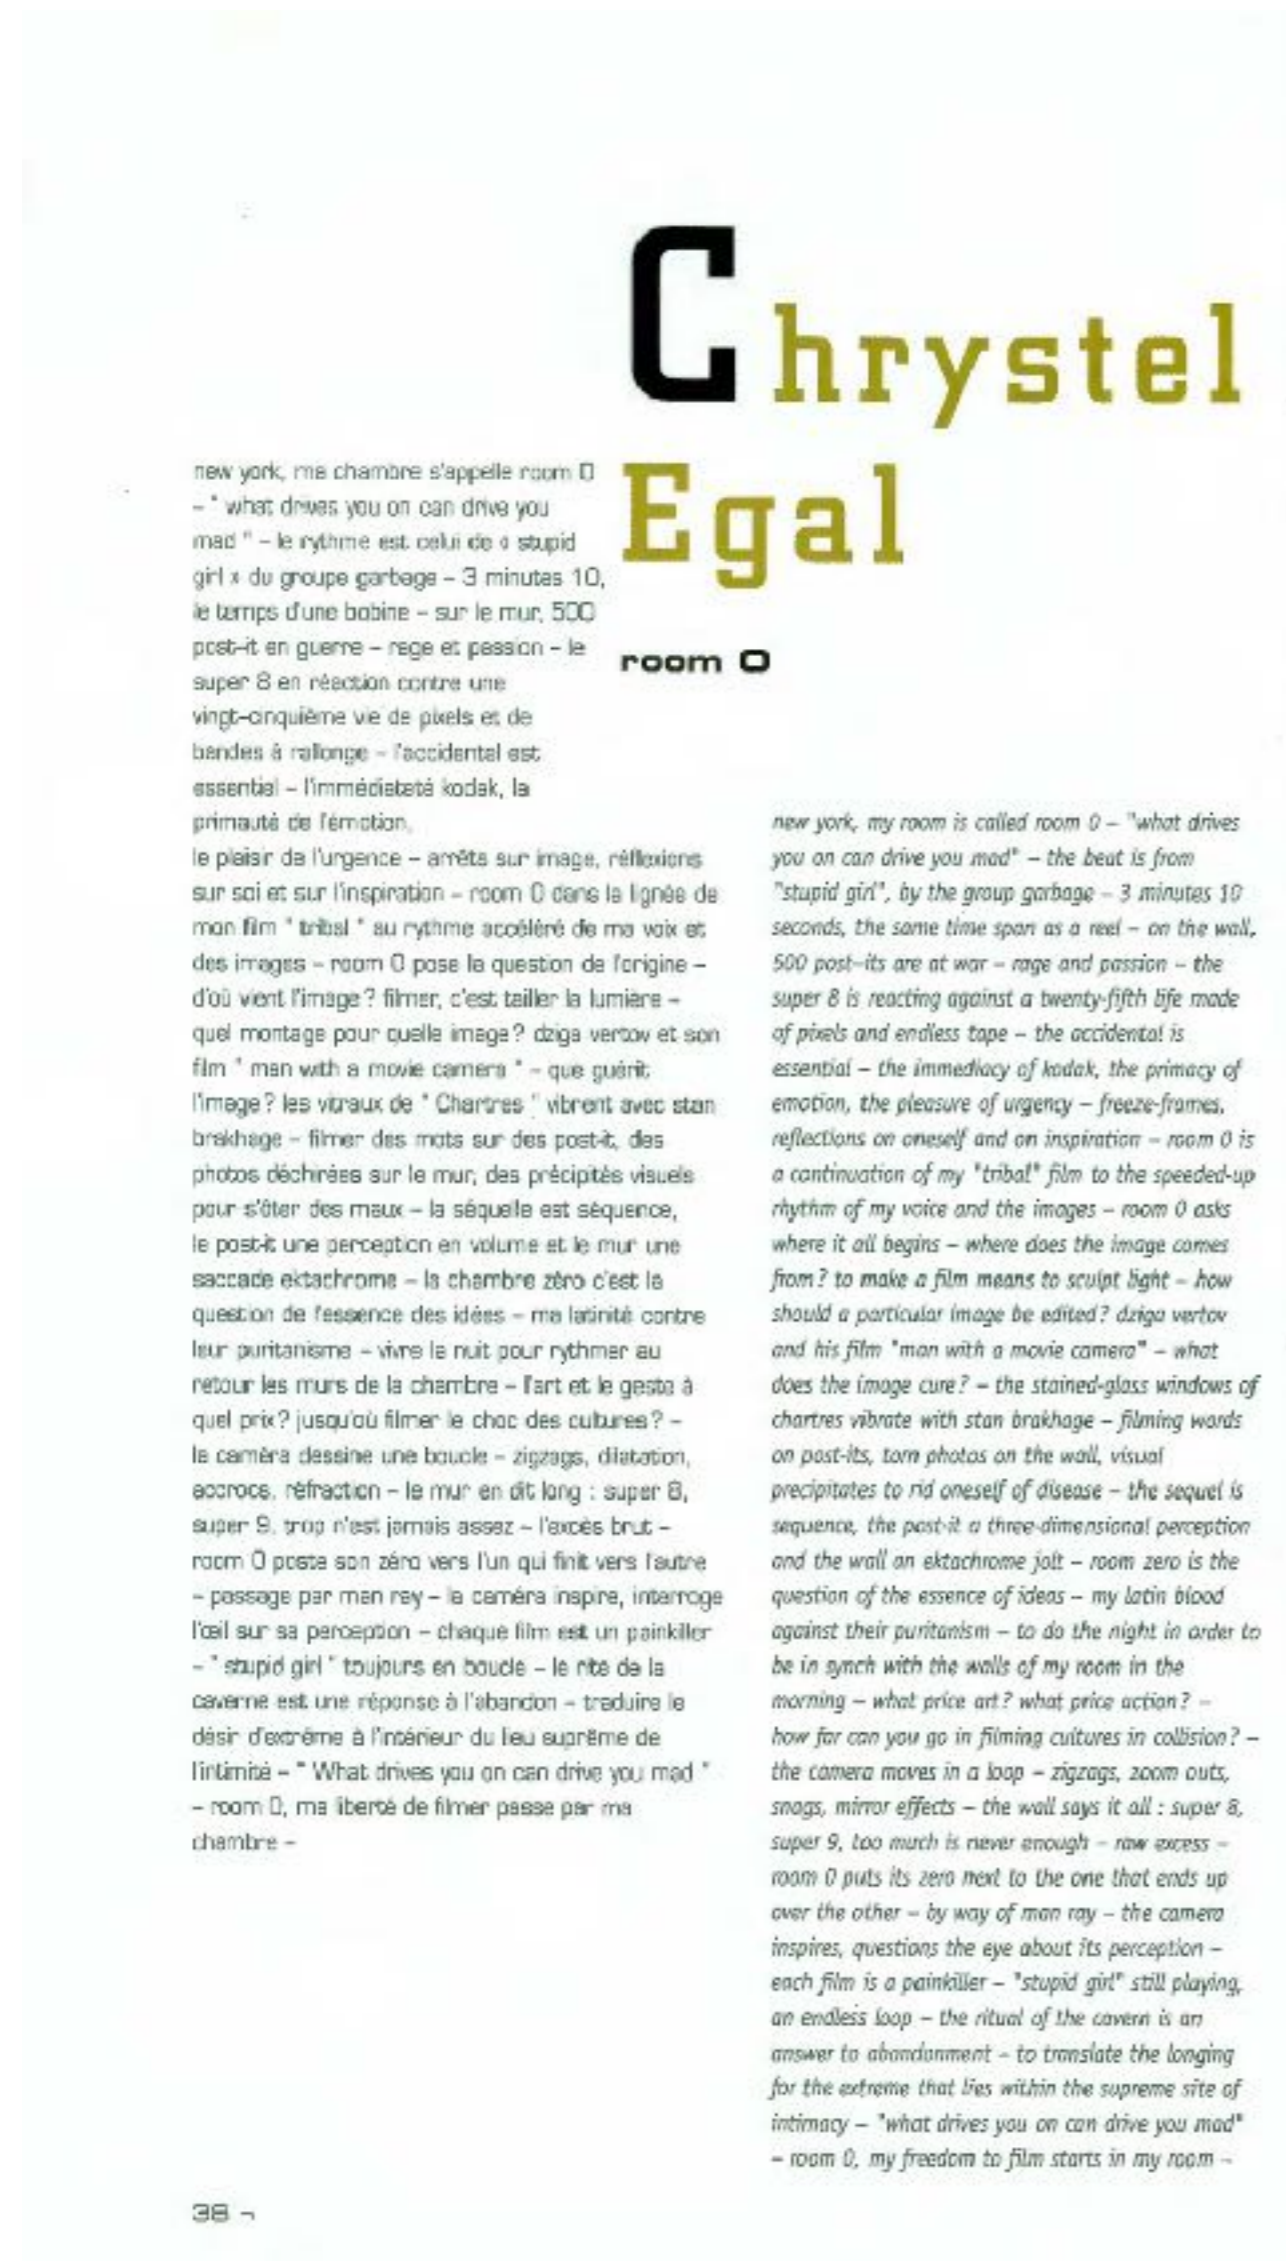 Chrystel
Egal
room 0
new york, ma chambre s'appelle room 0
– " what drives you on can drive you
mad " – le rythme est celui de « stupid
girl » du groupe garbage – 3 minutes 10,
le temps d'une bobine – sur le mur, 500
post-it en guerre – rage et passion – le
super 8 en réaction contre une
vingt-cinquième vie de pixels et de
bandes à rallonge – l'accidentel est
essentiel – l'immédiateté kodak, la
primauté de l'émotion,
le plaisir de l'urgence – arrêts sur image, réflexions
sur soi et sur l'inspiration – room 0 dans la lignée de
mon film " tribal " au rythme accéléré de ma voix et
des images – room 0 pose la question de l'origine –
d'où vient l'image ? filmer, c'est tailler la lumière –
quel montage pour quelle image ? dziga vertov et son
film " man with a movie camera " – que guérit
l'image ? les vitraux de " Chartres " vibrent avec stan
brakhage – filmer des mots sur des post-it, des
photos déchirées sur le mur, des précipités visuels
pour s'ôter des maux – la séquelle est séquence,
le post-it une perception en volume et le mur une
saccade ektachrome – la chambre zéro c'est la
question de l'essence des idées – ma latinité contre
leur puritanisme – vivre la nuit pour rythmer au
retour les murs de la chambre – l'art et le geste à
quel prix ? jusqu'où filmer le choc des cultures ? –
la caméra dessine une boucle – zigzags, dilatation,
accrocs, réfraction – le mur en dit long : super 8,
super 9, trop n'est jamais assez – l'excès brut –
room 0 poste son zéro vers l'un qui finit vers l'autre
– passage par man ray – la caméra inspire, interroge
l'œil sur sa perception – chaque film est un painkiller
– " stupid girl " toujours en boucle – le rite de la
caverne est une réponse à l'abandon – traduire le
désir d'extrême à l'intérieur du lieu suprême de
l'intimité – " What drives you on can drive you mad "
– room 0, ma liberté de filmer passe par ma
chambre –
new york, my room is called room 0 – "what drives
you on can drive you mad" – the beat is from
"stupid girl", by the group garbage – 3 minutes 10
seconds, the same time span as a reel – on the wall,
500 post-its are at war – rage and passion – the
super 8 is reacting against a twenty-fifth life made
of pixels and endless tape – the accidental is
essential – the immediacy of kodak, the primacy of
emotion, the pleasure of urgency – freeze-frames,
reflections on oneself and on inspiration – room 0 is
a continuation of my "tribal" film to the speeded-up
rhythm of my voice and the images – room 0 asks
where it all begins – where does the image comes
from ? to make a film means to sculpt light – how
should a particular image be edited ? dziga vertov
and his film "man with a movie camera" – what
does the image cure ? – the stained-glass windows of
chartres vibrate with stan brakhage – filming words
on post-its, torn photos on the wall, visual
precipitates to rid oneself of disease – the sequel is
sequence, the post-it a three-dimensional perception
and the wall an ektachrome jolt – room zero is the
question of the essence of ideas – my latin blood
against their puritanism – to do the night in order to
be in synch with the walls of my room in the
morning – what price art ? what price action ? –
how far can you go in filming cultures in collision ? –
the camera moves in a loop – zigzags, zoom outs,
snags, mirror effects – the wall says it all : super 8,
super 9, too much is never enough – raw excess –
room 0 puts its zero next to the one that ends up
over the other – by way of man ray – the camera
inspires, questions the eye about its perception –
each film is a painkiller – "stupid girl" still playing,
an endless loop – the ritual of the cavern is an
answer to abandonment – to translate the longing
for the extreme that lies within the supreme site of
intimacy – "what drives you on can drive you mad"
– room 0, my freedom to film starts in my room –
38 ¬